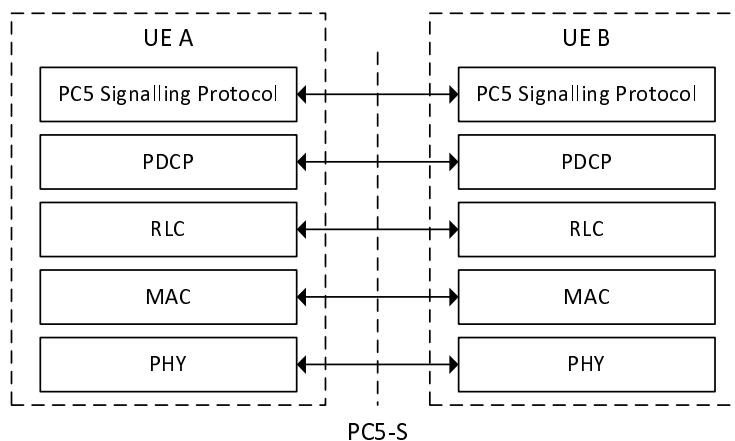 UE A
UE B
PC5 Signalling Protocol
PC5 Signalling Protocol
PDCP
PDCP
RLC
RLC
MAC
MAC
PHY
PHY
PC5-S